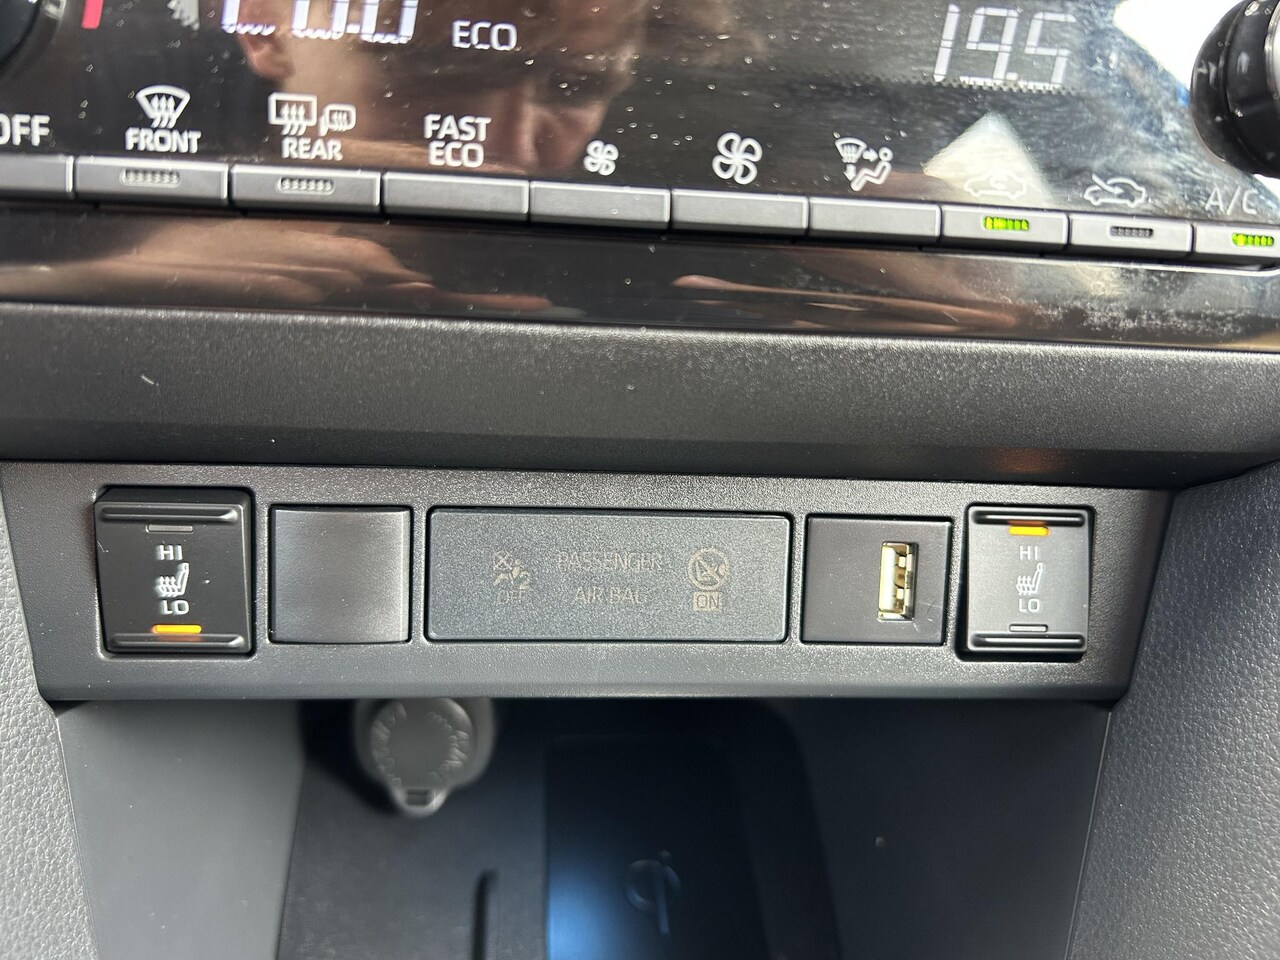 ECO
19.5
OFF
FRONT
REAR
FAST
ECO
A/C
HI
LO
OFF
PASSENGER
AIR BAG
ON
HI
LO